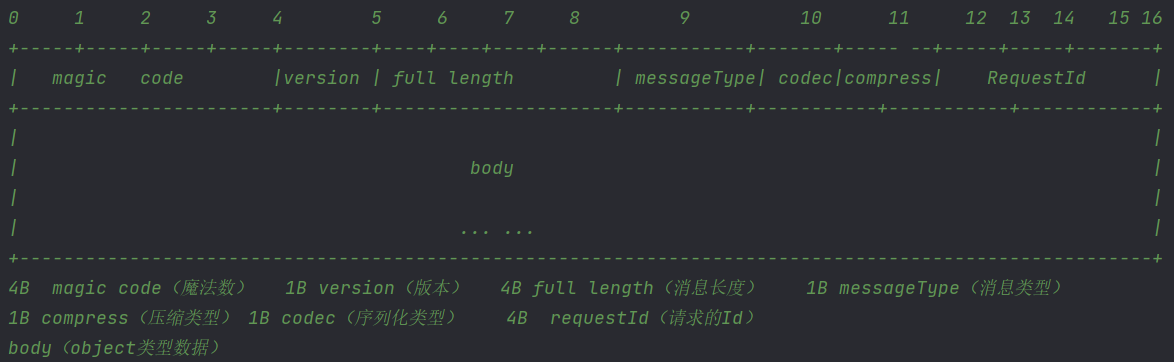 0     1     2     3     4        5     6     7     8         9          10      11      12  13  14   15 16
+-----+-----+-----+-----+--------+----+----+----+------+-----------+-------+----- --+-----+-----+-------+
|   magic   code        |version | full length         | messageType| codec|compress|    RequestId      |
+-----------------------+--------+---------------------+-----------+-----------+-----------+------------+
|                                                                                                       |
|                                         body                                                          |
|                                                                                                       |
|                                        ... ...                                                        |
+-------------------------------------------------------------------------------------------------------+
4B  magic code（魔法数）   1B version（版本）   4B full length（消息长度）    1B messageType（消息类型）
1B compress（压缩类型） 1B codec（序列化类型）    4B  requestId（请求的Id）
body（object类型数据）